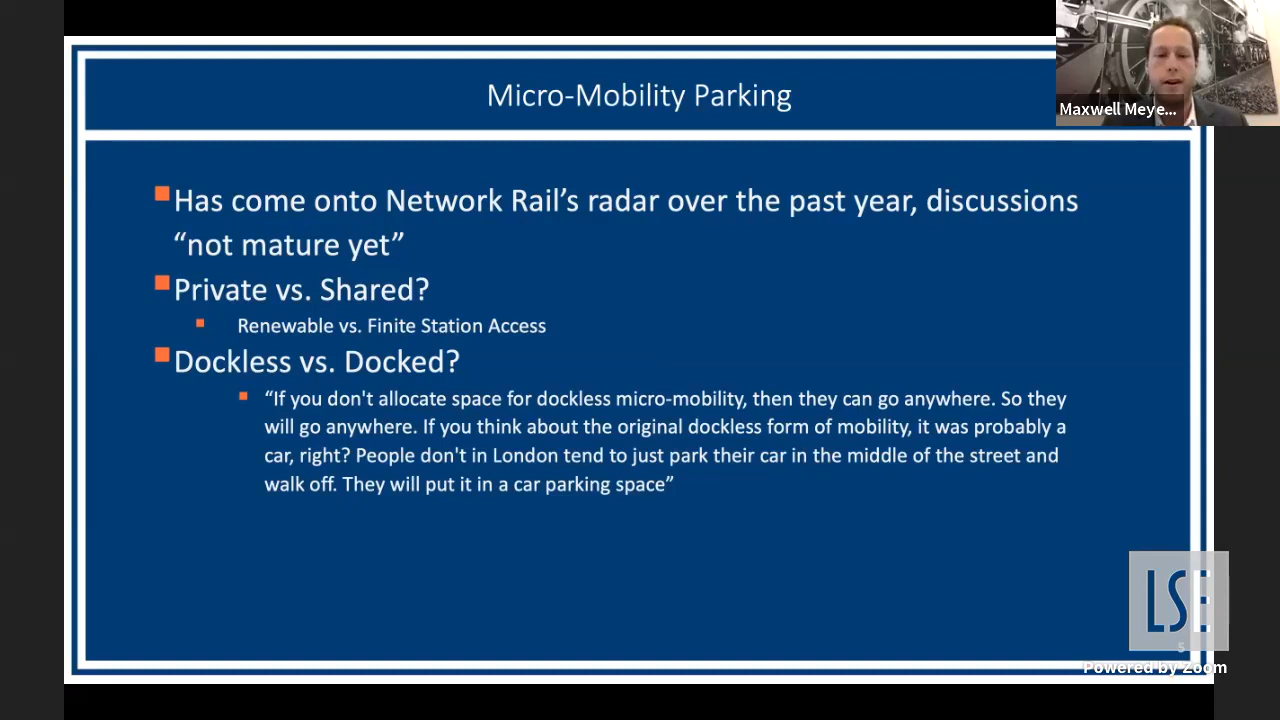 Micro-Mobility Parking
Maxwell Meye...
Has come onto Network Rail’s radar over the past year, discussions
“not mature yet”
Private vs. Shared?
Renewable vs. Finite Station Access
Dockless vs. Docked?
“If you don't allocate space for dockless micro-mobility, then they can go anywhere. So they
will go anywhere. If you think about the original dockless form of mobility, it was probably a
car, right? People don't in London tend to just park their car in the middle of the street and
walk off. They will put it in a car parking space”
LSE
5
Powered by Zoom